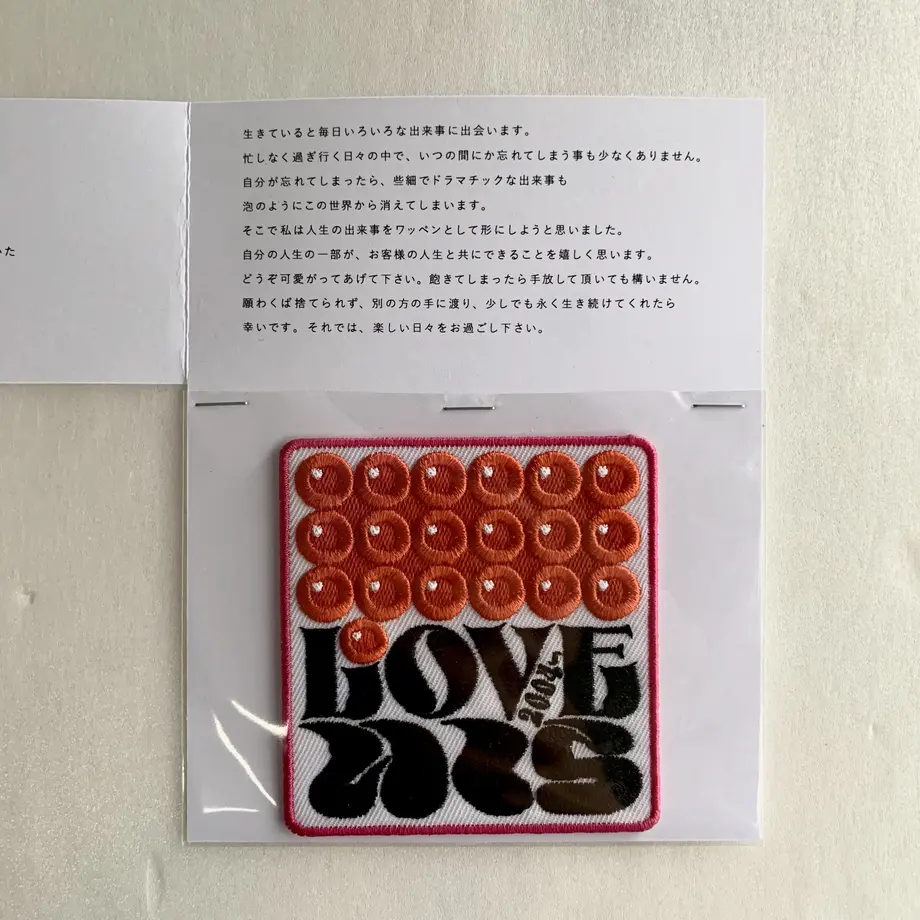 生きていると毎日いろいろな出来事に出会います。
忙しなく過ぎ行く日々の中で、いつの間にか忘れてしまう事も少なくありません。
自分が忘れてしまったら、些細でドラマチックな出来事も
泡のようにこの世界から消えてしまいます。
そこで私は人生の出来事をワッペンとして形にしようと思いました。
自分の人生の一部が、お客様の人生と共にできることを嬉しく思います。
どうぞ可愛がってあげて下さい。飽きてしまったら手放して頂いても構いません。
願わくば捨てられず、別の方の手に渡り、少しでも永く生き続けてくれたら
幸いです。それでは、楽しい日々をお過ごし下さい。
いた
LOVE
2004~